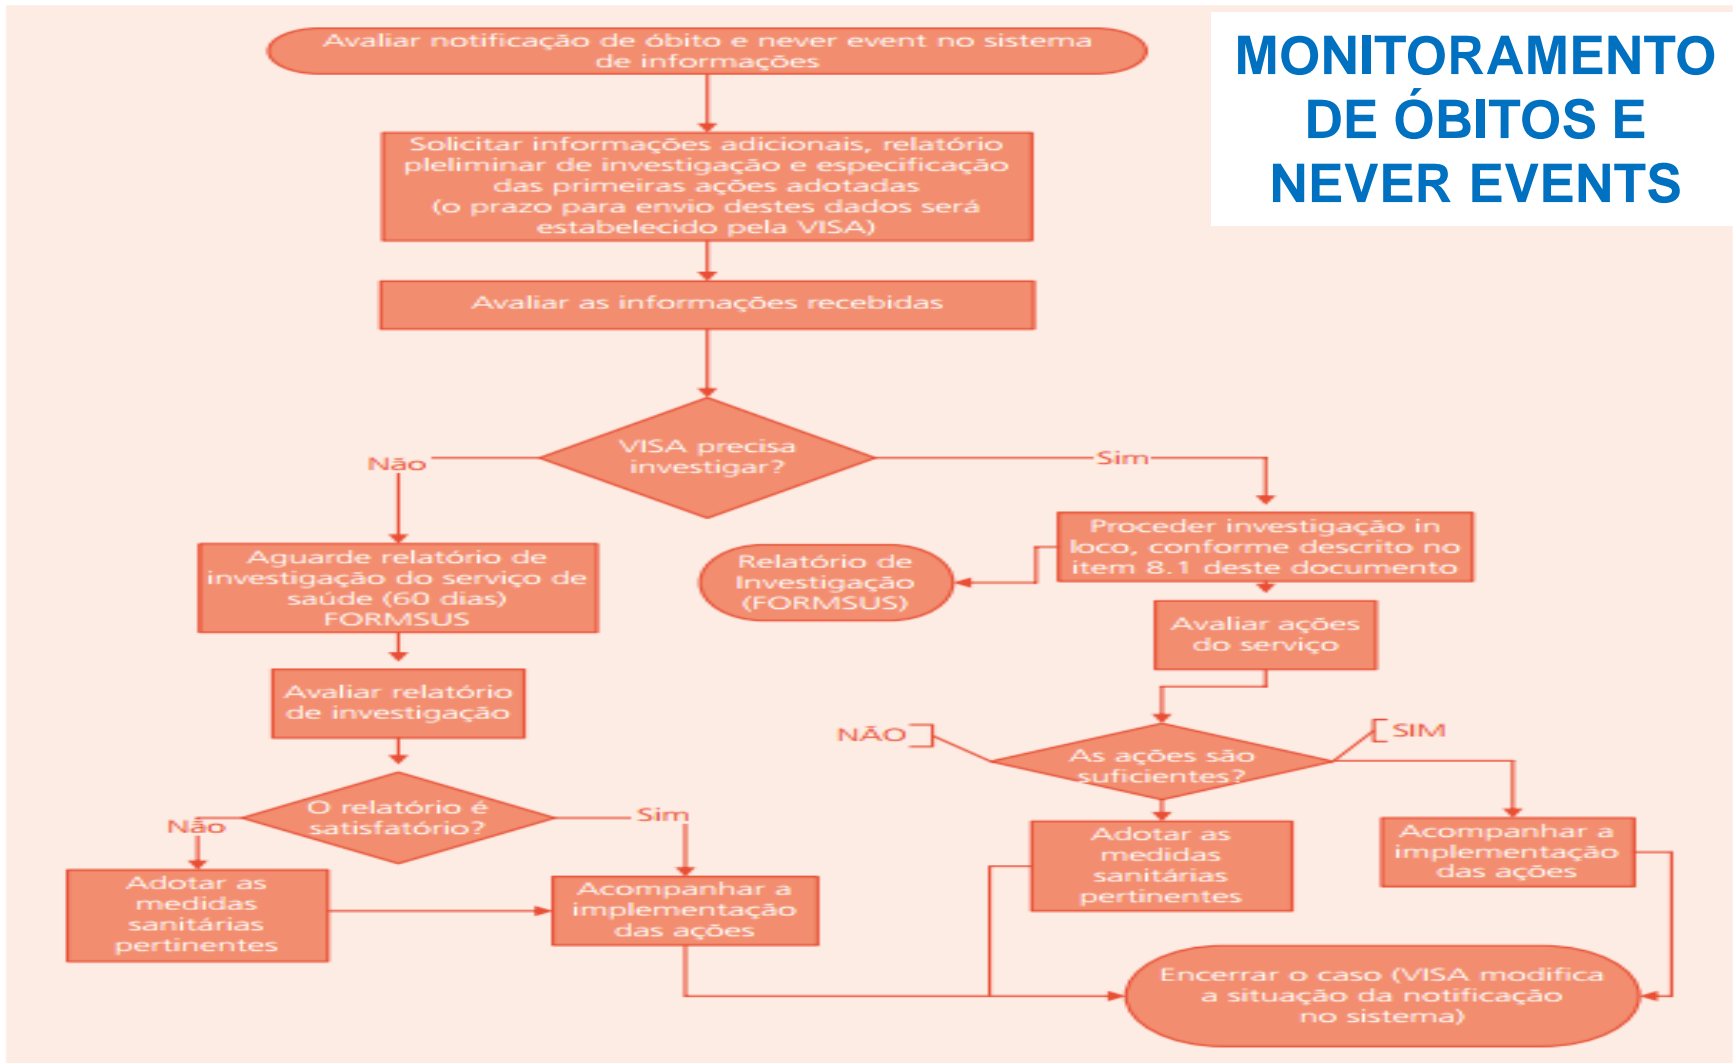 MONITORAMENTO
DE ÓBITOS E
NEVER EVENTS
Avaliar notificação de óbito e never event no sistema
de informações
Solicitar informações adicionais, relatório
pleliminar de investigação e especificação
das primeiras ações adotadas
(o prazo para envio destes dados será
estabelecido pela VISA)
Avaliar as informações recebidas
VISA precisa
investigar?
Não
Sim
Aguarde relatório de
investigação do serviço de
saúde (60 dias)
FORMSUS
Relatório de
Investigação
(FORMSUS)
Proceder investigação in
loco, conforme descrito no
item 8.1 deste documento
Avaliar ações
do serviço
Avaliar relatório
de investigação
NÃO
SIM
As ações são
suficientes?
O relatório é
satisfatório?
Não
Sim
Adotar as
medidas
sanitárias
pertinentes
Acompanhar a
implementação
das ações
Adotar as
medidas
sanitárias
pertinentes
Acompanhar a
implementação
das ações
Encerrar o caso (VISA modifica
a situação da notificação
no sistema)